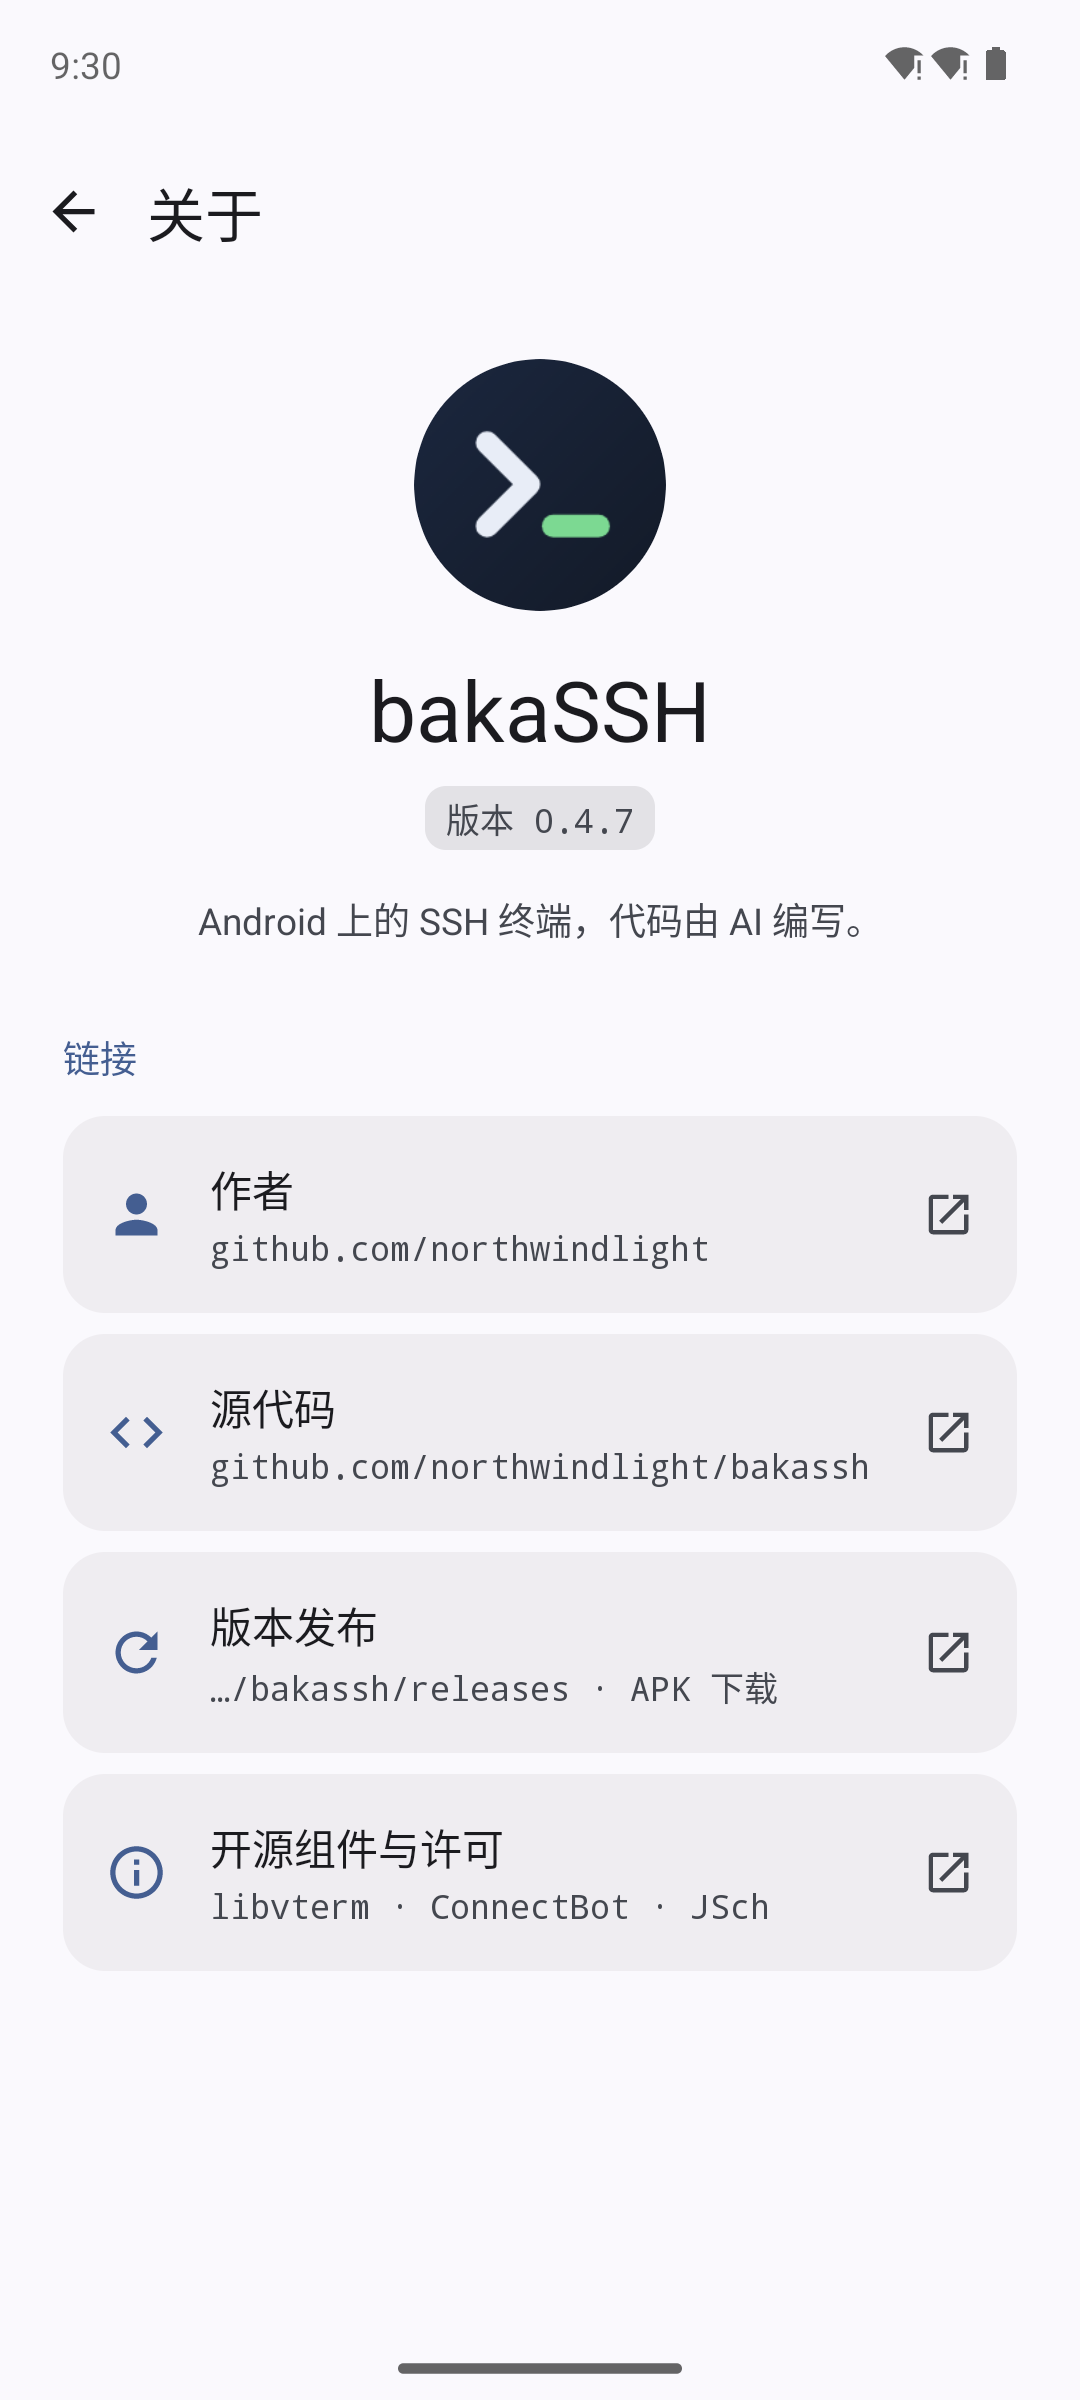 9:30
关于
bakaSSH
版本 0.4.7
Android 上的 SSH 终端，代码由 AI 编写。
链接
作者
github.com/northwindlight
源代码
github.com/northwindlight/bakassh
版本发布
…/bakassh/releases · APK 下载
开源组件与许可
libvterm · ConnectBot · JSch